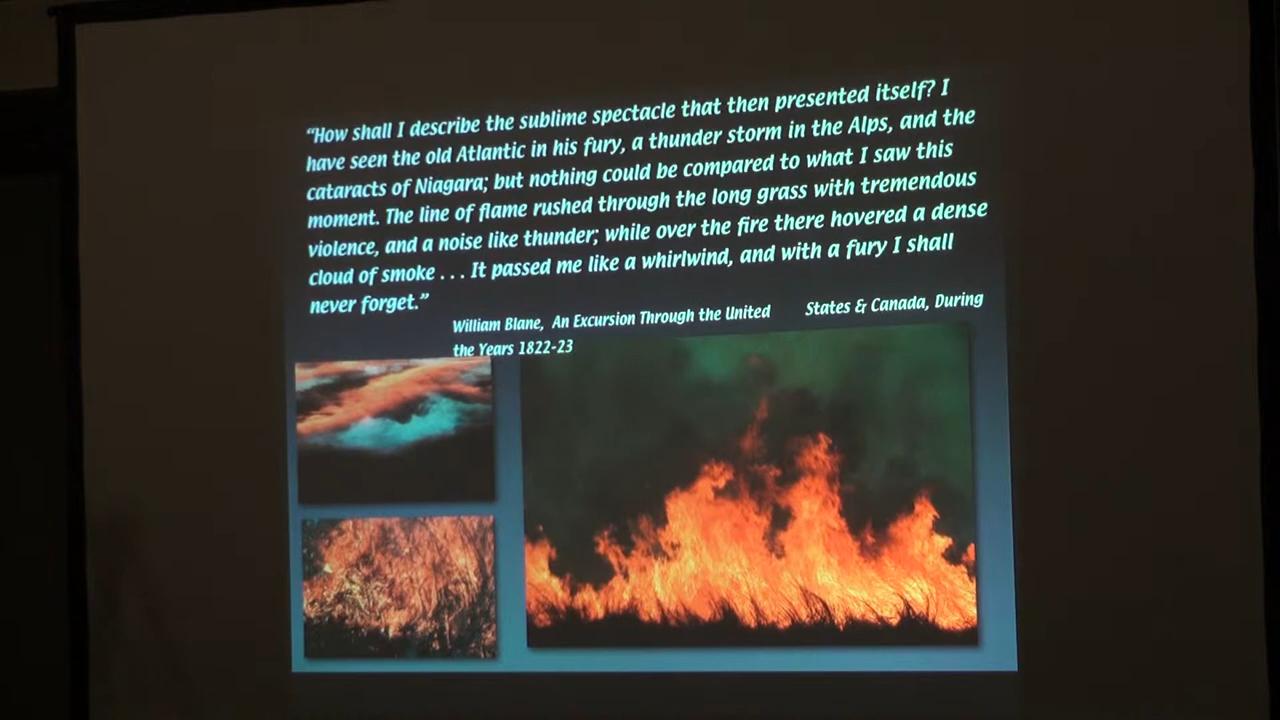 “How shall I describe the sublime spectacle that then presented itself? I
have seen the old Atlantic in his fury, a thunder storm in the Alps, and the
cataracts of Niagara; but nothing could be compared to what I saw this
moment. The line of flame rushed through the long grass with tremendous
violence, and a noise like thunder; while over the fire there hovered a dense
cloud of smoke . . . It passed me like a whirlwind, and with a fury I shall
never forget.”
William Blane, An Excursion Through the United States & Canada, During
the Years 1822-23